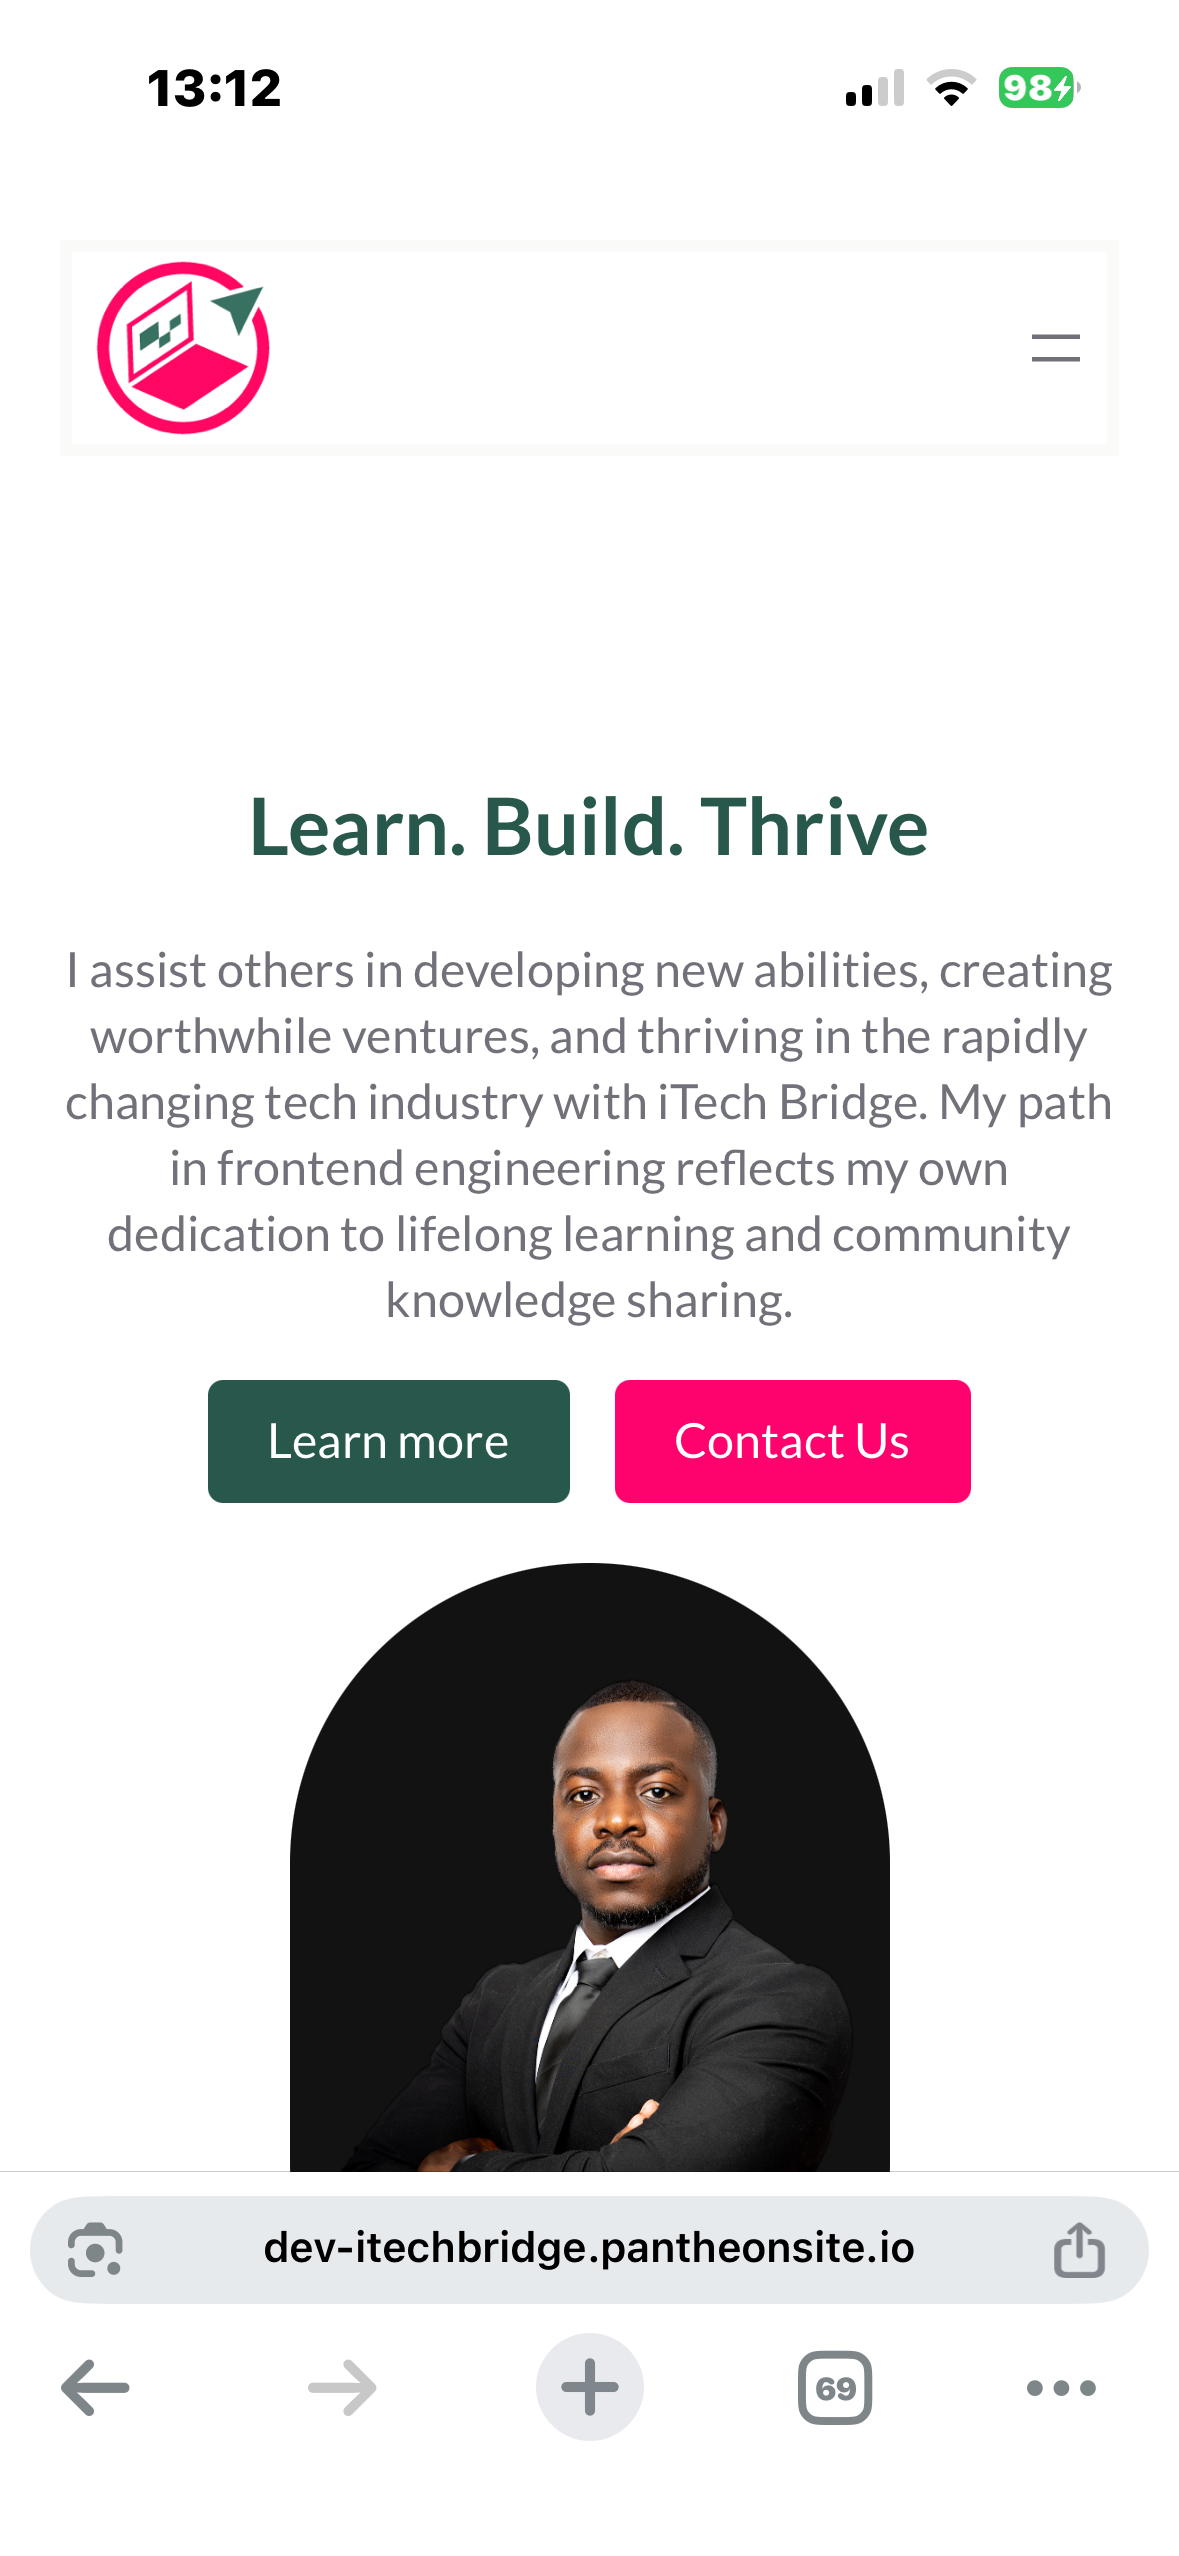 13:12
98
Learn. Build. Thrive
I assist others in developing new abilities, creating
worthwhile ventures, and thriving in the rapidly
changing tech industry with iTech Bridge. My path
in frontend engineering reflects my own
dedication to lifelong learning and community
knowledge sharing.
Learn more
Contact Us
dev-itechbridge.pantheonsite.io
69